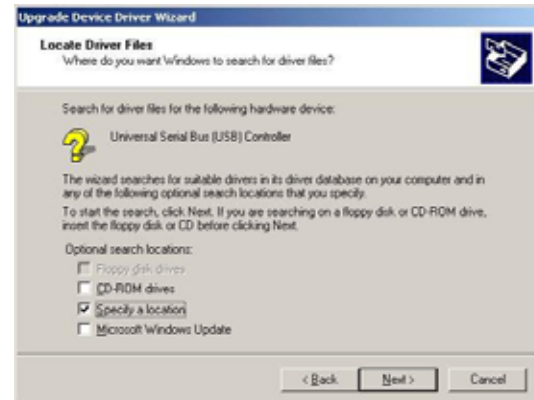 Upgrade Device Driver Wizard
Locate Driver Files
Where do you want Windows to search for driver files?
Search for driver files for the following hardware device:
Universal Serial Bus (USB) Controller
The wizard searches for suitable drivers in its driver database on your computer and in
any of the following optional search locations that you specify.
To start the search, click Next. If you are searching on a floppy disk or CD-ROM drive,
insert the floppy disk or CD before clicking Next.
Optional search locations:
Floppy disk drives
CD-ROM drives
Specify a location
Microsoft Windows Update
< Back Next > Cancel